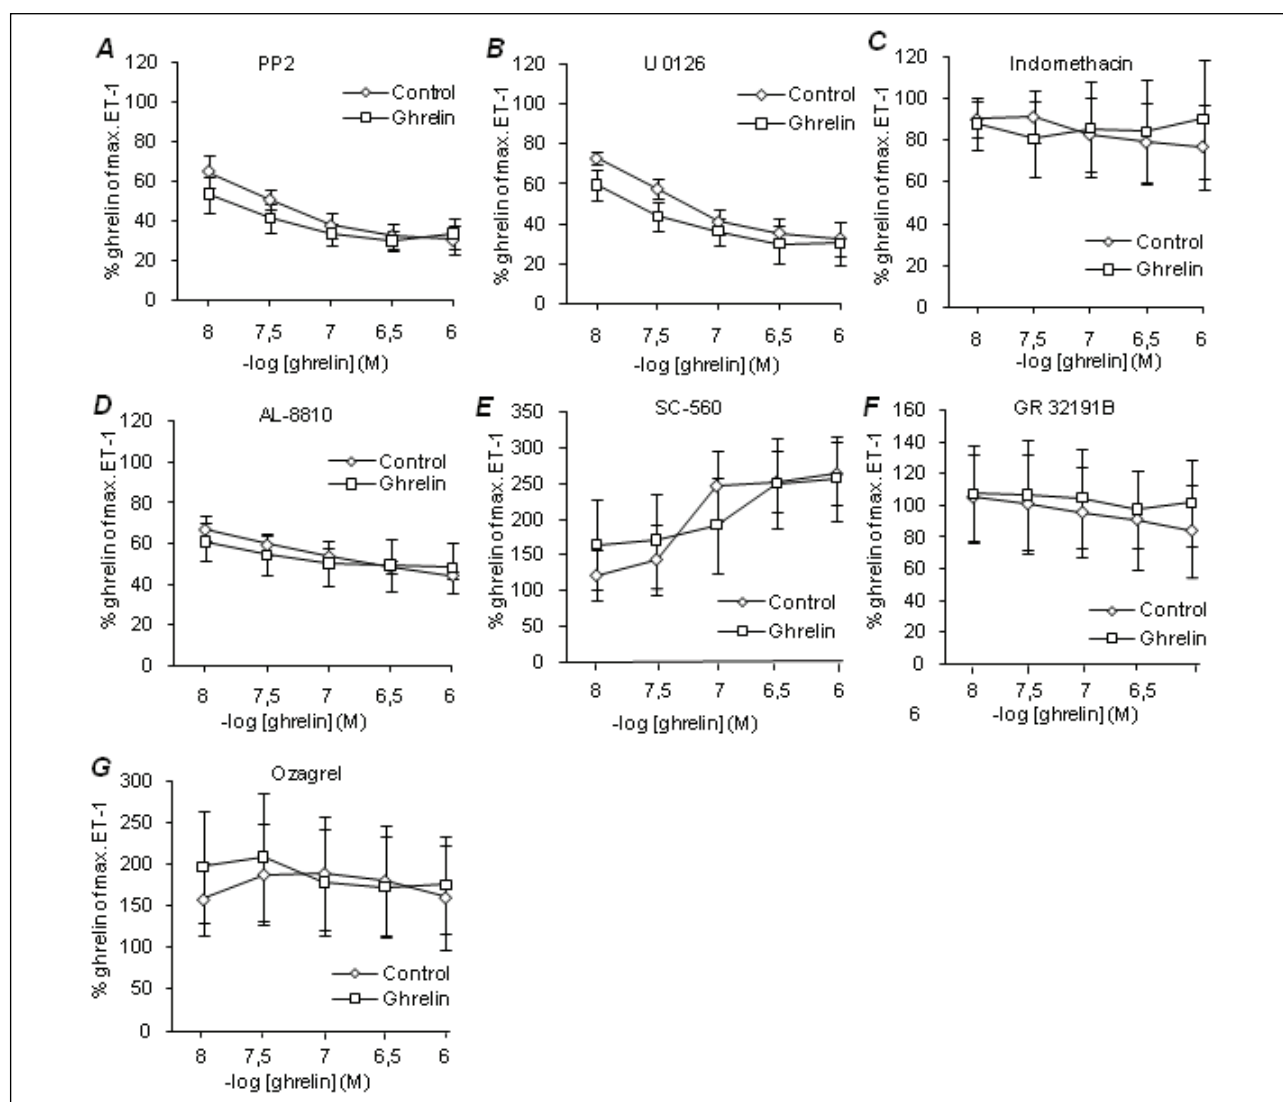 A
PP2
120
100
80
60
40
20
0
% ghrelin of max. ET-1
Control
Ghrelin
8 7,5 7 6,5 6
-log [ghrelin] (M)
B
U 0126
120
100
80
60
40
20
0
% ghrelin of max. ET-1
Control
Ghrelin
8 7,5 7 6,5 6
-log [ghrelin] (M)
C
Indomethacin
120
100
80
60
40
20
0
% ghrelin of max. ET-1
Control
Ghrelin
8 7,5 7 6,5 6
-log [ghrelin] (M)
D
AL-8810
120
100
80
60
40
20
0
% ghrelin of max. ET-1
Control
Ghrelin
8 7,5 7 6,5 6
-log [ghrelin] (M)
E
SC-560
350
300
250
200
150
100
50
0
% ghrelin of max. ET-1
Control
Ghrelin
8 7,5 7 6,5 6
-log [ghrelin] (M)
F
GR 32191B
160
140
120
100
80
60
40
20
0
% ghrelin of max. ET-1
Control
Ghrelin
8 7,5 7 6,5
6
-log [ghrelin] (M)
G
Ozagrel
300
250
200
150
100
50
0
% ghrelin of max. ET-1
Control
Ghrelin
8 7,5 7 6,5 6
-log [ghrelin] (M)